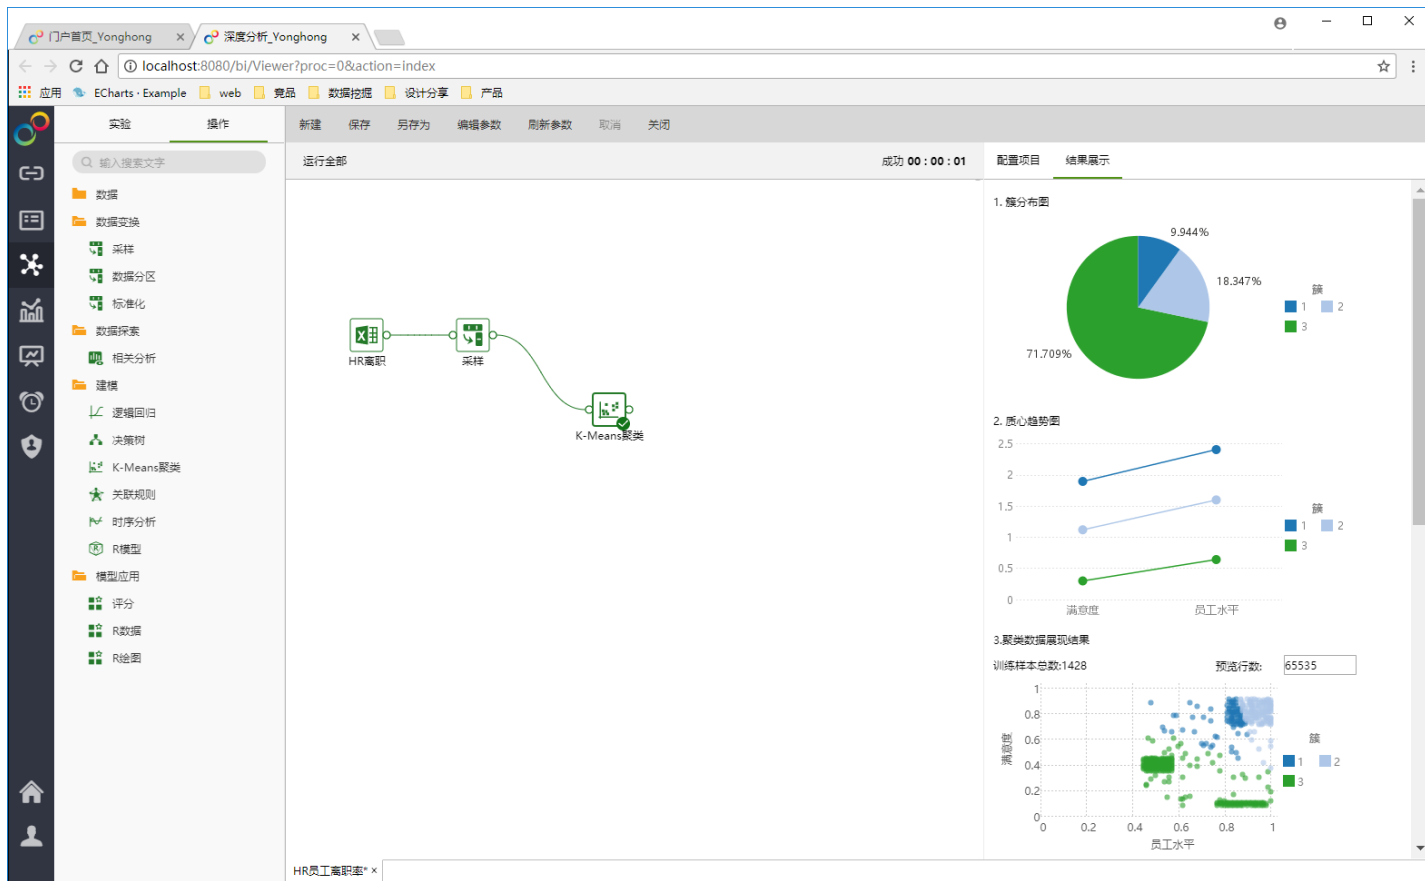 门户首页_Yonghong
深度分析_Yonghong
localhost:8080/bi/Viewer?proc=0&action=index
应用 ECharts · Example web 竞品 数据挖掘 设计分享 产品
实验 操作
新建 保存 另存为 编辑参数 刷新参数 取消 关闭
输入搜索文字
数据
数据变换
采样
数据分区
标准化
数据探索
相关分析
建模
逻辑回归
决策树
K-Means聚类
关联规则
时序分析
R模型
模型应用
评分
R数据
R绘图
运行全部 成功 00 : 00 : 01
HR离职
采样
K-Means聚类
HR员工离职率* ×
配置项目 结果展示
1. 簇分布图
9.944%
18.347%
71.709%
簇
1 2
3
2. 质心趋势图
2.5
2
1.5
1
0.5
0
满意度 员工水平
簇
1 2
3
3.聚类数据展现结果
训练样本总数:1428 预览行数: 65535
1
0.8
0.6
0.4
0.2
0
满意度
0 0.2 0.4 0.6 0.8 1
员工水平
簇
1 2
3